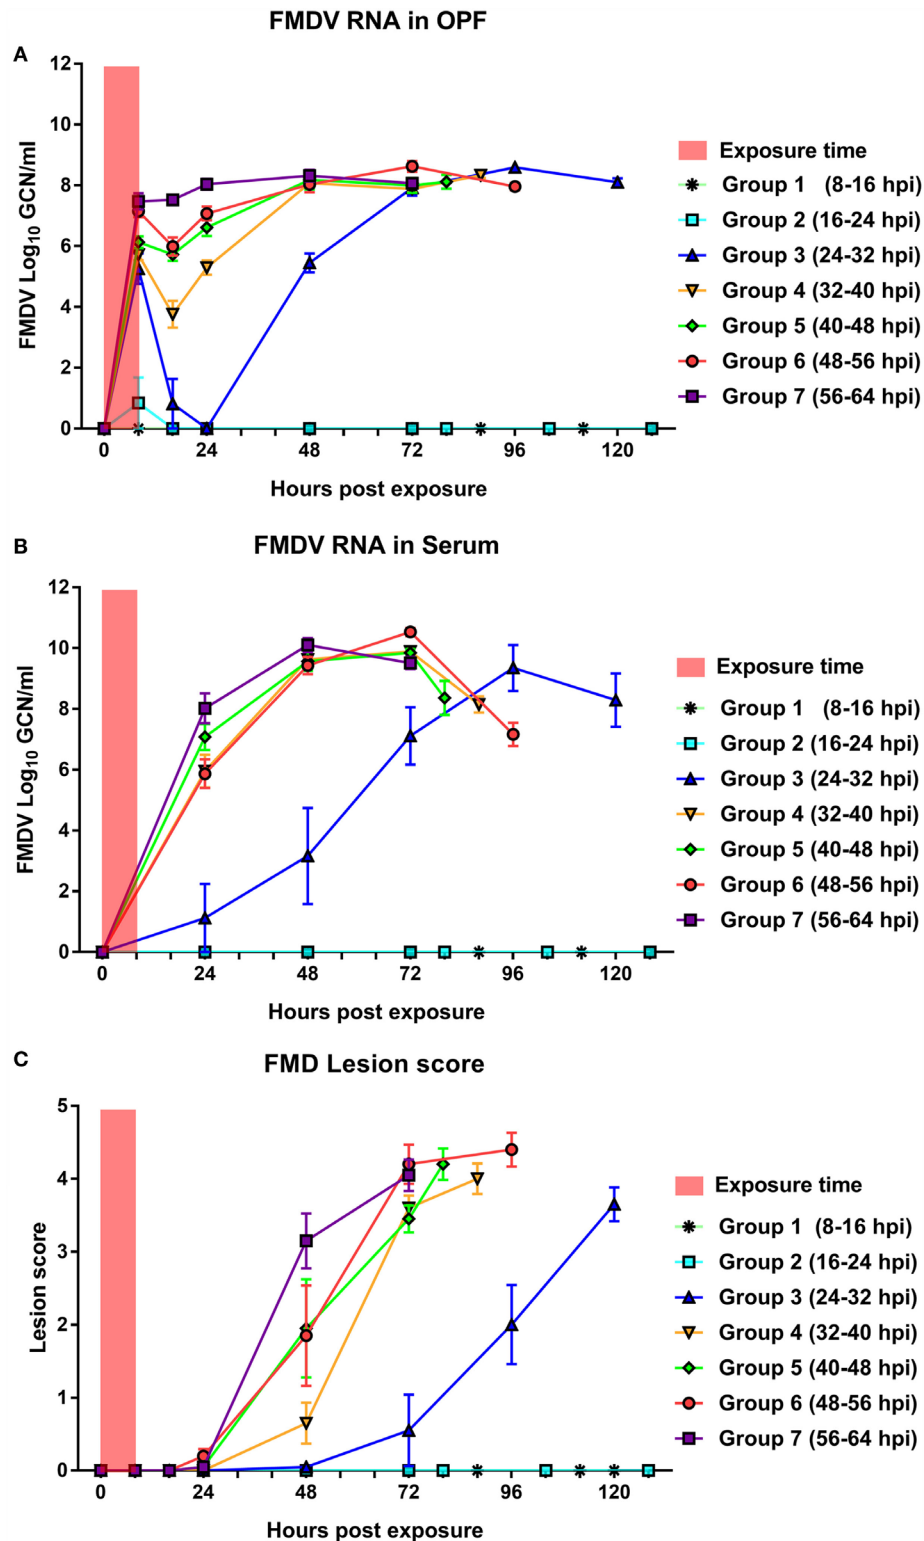 FMDV RNA in OPF
A
12
10
8
6
4
2
0
FMDV Log10 GCN/ml
0 24 48 72 96 120
Hours post exposure
Exposure time
Group 1 (8-16 hpi)
Group 2 (16-24 hpi)
Group 3 (24-32 hpi)
Group 4 (32-40 hpi)
Group 5 (40-48 hpi)
Group 6 (48-56 hpi)
Group 7 (56-64 hpi)
B
FMDV RNA in Serum
12
10
8
6
4
2
0
FMDV Log10 GCN/ml
0 24 48 72 96 120
Hours post exposure
Exposure time
Group 1 (8-16 hpi)
Group 2 (16-24 hpi)
Group 3 (24-32 hpi)
Group 4 (32-40 hpi)
Group 5 (40-48 hpi)
Group 6 (48-56 hpi)
Group 7 (56-64 hpi)
C
FMD Lesion score
5
4
3
2
1
0
Lesion score
0 24 48 72 96 120
Hours post exposure
Exposure time
Group 1 (8-16 hpi)
Group 2 (16-24 hpi)
Group 3 (24-32 hpi)
Group 4 (32-40 hpi)
Group 5 (40-48 hpi)
Group 6 (48-56 hpi)
Group 7 (56-64 hpi)